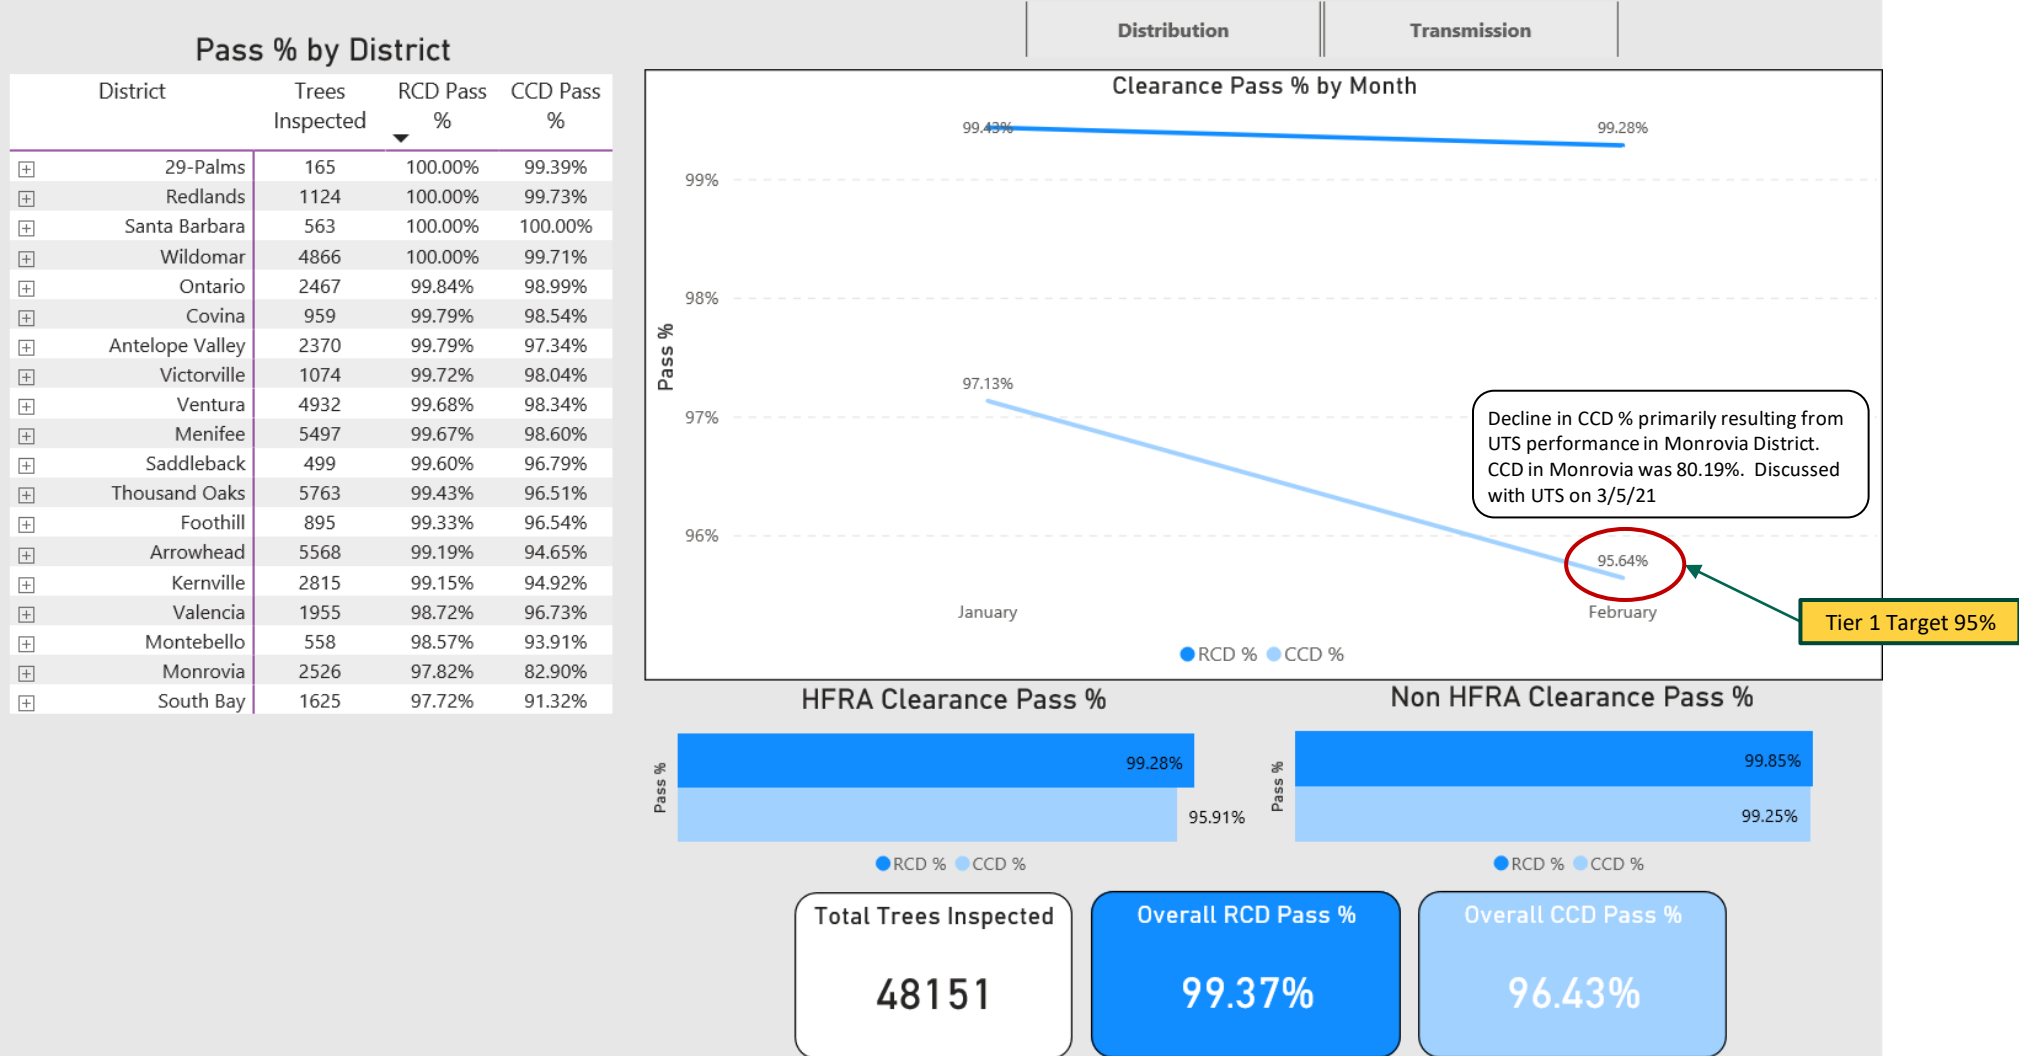 Distribution
Transmission
Pass % by District
District Trees Inspected RCD Pass % CCD Pass %
29-Palms 165 100.00% 99.39%
Redlands 1124 100.00% 99.73%
Santa Barbara 563 100.00% 100.00%
Wildomar 4866 100.00% 99.71%
Ontario 2467 99.84% 98.99%
Covina 959 99.79% 98.54%
Antelope Valley 2370 99.79% 97.34%
Victorville 1074 99.72% 98.04%
Ventura 4932 99.68% 98.34%
Menifee 5497 99.67% 98.60%
Saddleback 499 99.60% 96.79%
Thousand Oaks 5763 99.43% 96.51%
Foothill 895 99.33% 96.54%
Arrowhead 5568 99.19% 94.65%
Kernville 2815 99.15% 94.92%
Valencia 1955 98.72% 96.73%
Montebello 558 98.57% 93.91%
Monrovia 2526 97.82% 82.90%
South Bay 1625 97.72% 91.32%
Clearance Pass % by Month
99.43%
99.28%
99%
98%
Pass %
97.13%
97%
Decline in CCD % primarily resulting from
UTS performance in Monrovia District.
CCD in Monrovia was 80.19%. Discussed
with UTS on 3/5/21
96%
95.64%
January
February
Tier 1 Target 95%
RCD % CCD %
HFRA Clearance Pass %
Pass %
99.28%
95.91%
RCD % CCD %
Non HFRA Clearance Pass %
Pass %
99.85%
99.25%
RCD % CCD %
Total Trees Inspected
48151
Overall RCD Pass %
99.37%
Overall CCD Pass %
96.43%